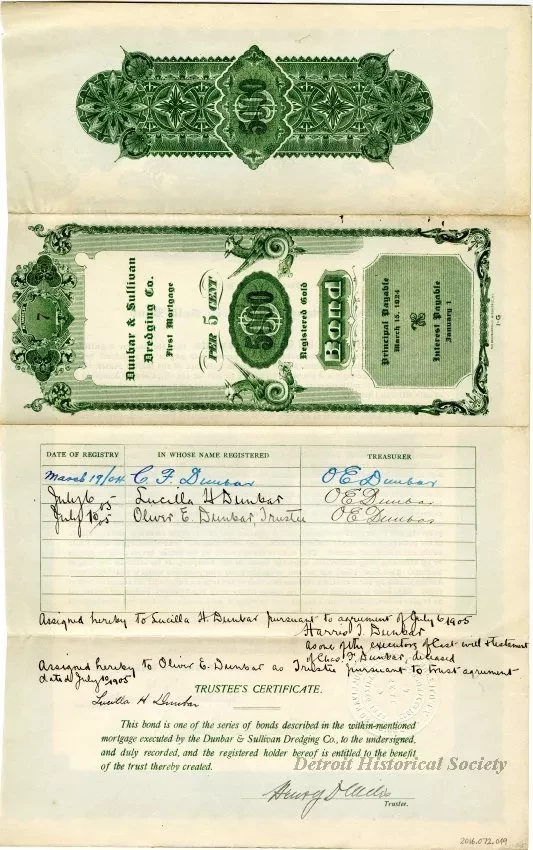 5000
7
Dunbar & Sullivan
Dredging Co.
First Mortgage
PER 5 CENT
5000
Registered Gold
Bond
Principal Payable
March 15, 1924
Interest Payable
January 1
DATE OF REGISTRY IN WHOSE NAME REGISTERED TREASURER
March 19/04 C. F. Dunbar O E Dunbar
July 6 05 Lucilla H Dunbar O E Dunbar
July 10 05 Oliver E. Dunbar, Trustee O E Dunbar
Assigned hereby to Lucilla H. Dunbar pursuant to agreement of July 6 1905
Harris T. Dunbar
as one of the executors of last will & testament
of Chas. F. Dunbar, deceased
Assigned hereby to Oliver E. Dunbar as Trustee pursuant to trust agreement
dated July 10 1905
Lucilla H Dunbar
TRUSTEE'S CERTIFICATE.
This bond is one of the series of bonds described in the within-mentioned
mortgage executed by the Dunbar & Sullivan Dredging Co., to the undersigned,
and duly recorded, and the registered holder hereof is entitled to the benefit
of the trust thereby created.
Detroit Historical Society
Henry D
Trustee.
2016.072.019